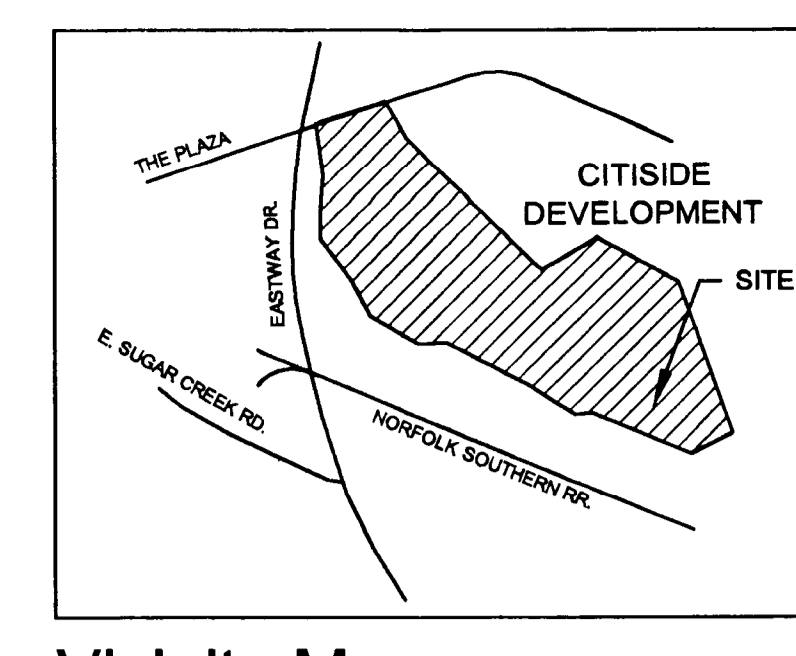 THE PLAZA
CITISIDE
DEVELOPMENT
EASTWAY DR.
SITE
E. SUGAR CREEK RD.
NORFOLK SOUTHERN RR.